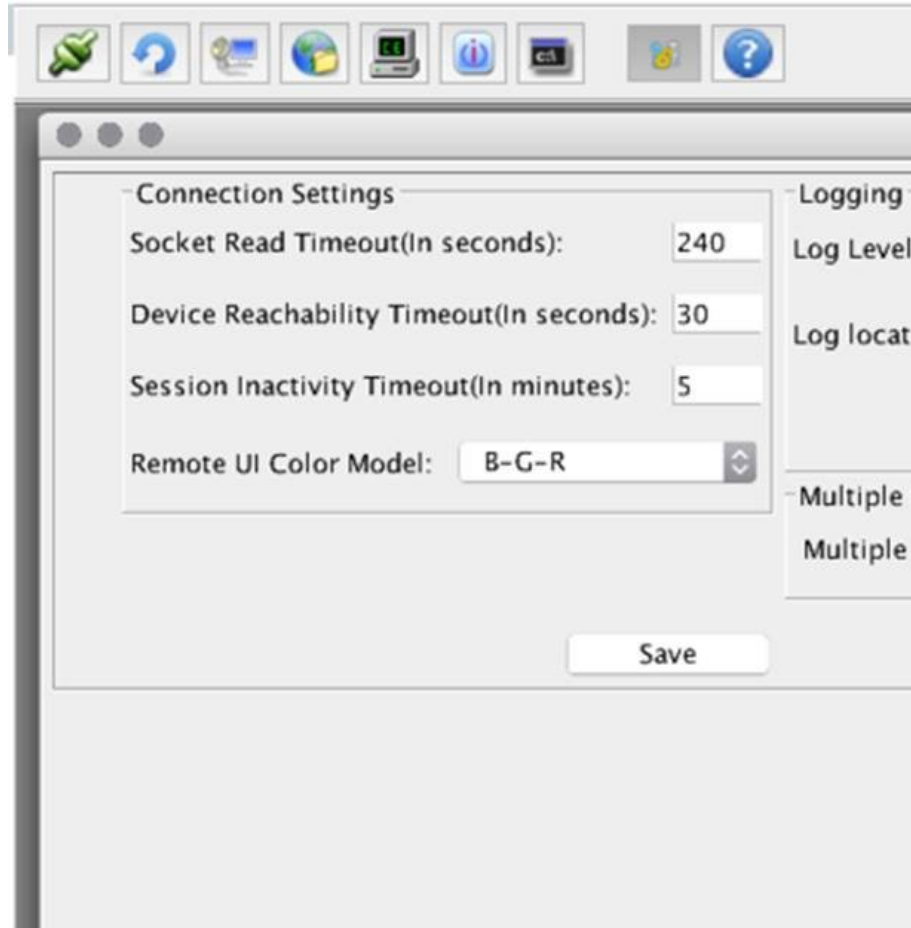 CE
c:\
?
Connection Settings
Socket Read Timeout(In seconds): 240
Device Reachability Timeout(In seconds): 30
Session Inactivity Timeout(In minutes): 5
Remote UI Color Model: B-G-R
Logging
Log Level
Log locat
Multiple
Multiple
Save